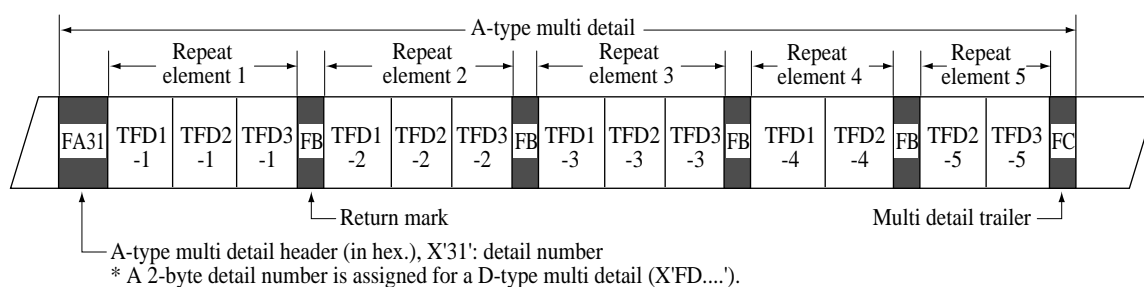 A-type multi detail
Repeat element 1
Repeat element 2
Repeat element 3
Repeat element 4
Repeat element 5
FA31 TFD1-1 TFD2-1 TFD3-1 FB TFD1-2 TFD2-2 TFD3-2 FB TFD1-3 TFD2-3 TFD3-3 FB TFD1-4 TFD2-4 FB TFD2-5 TFD3-5 FC
Return mark
Multi detail trailer
A-type multi detail header (in hex.), X'31': detail number
* A 2-byte detail number is assigned for a D-type multi detail (X'FD....').